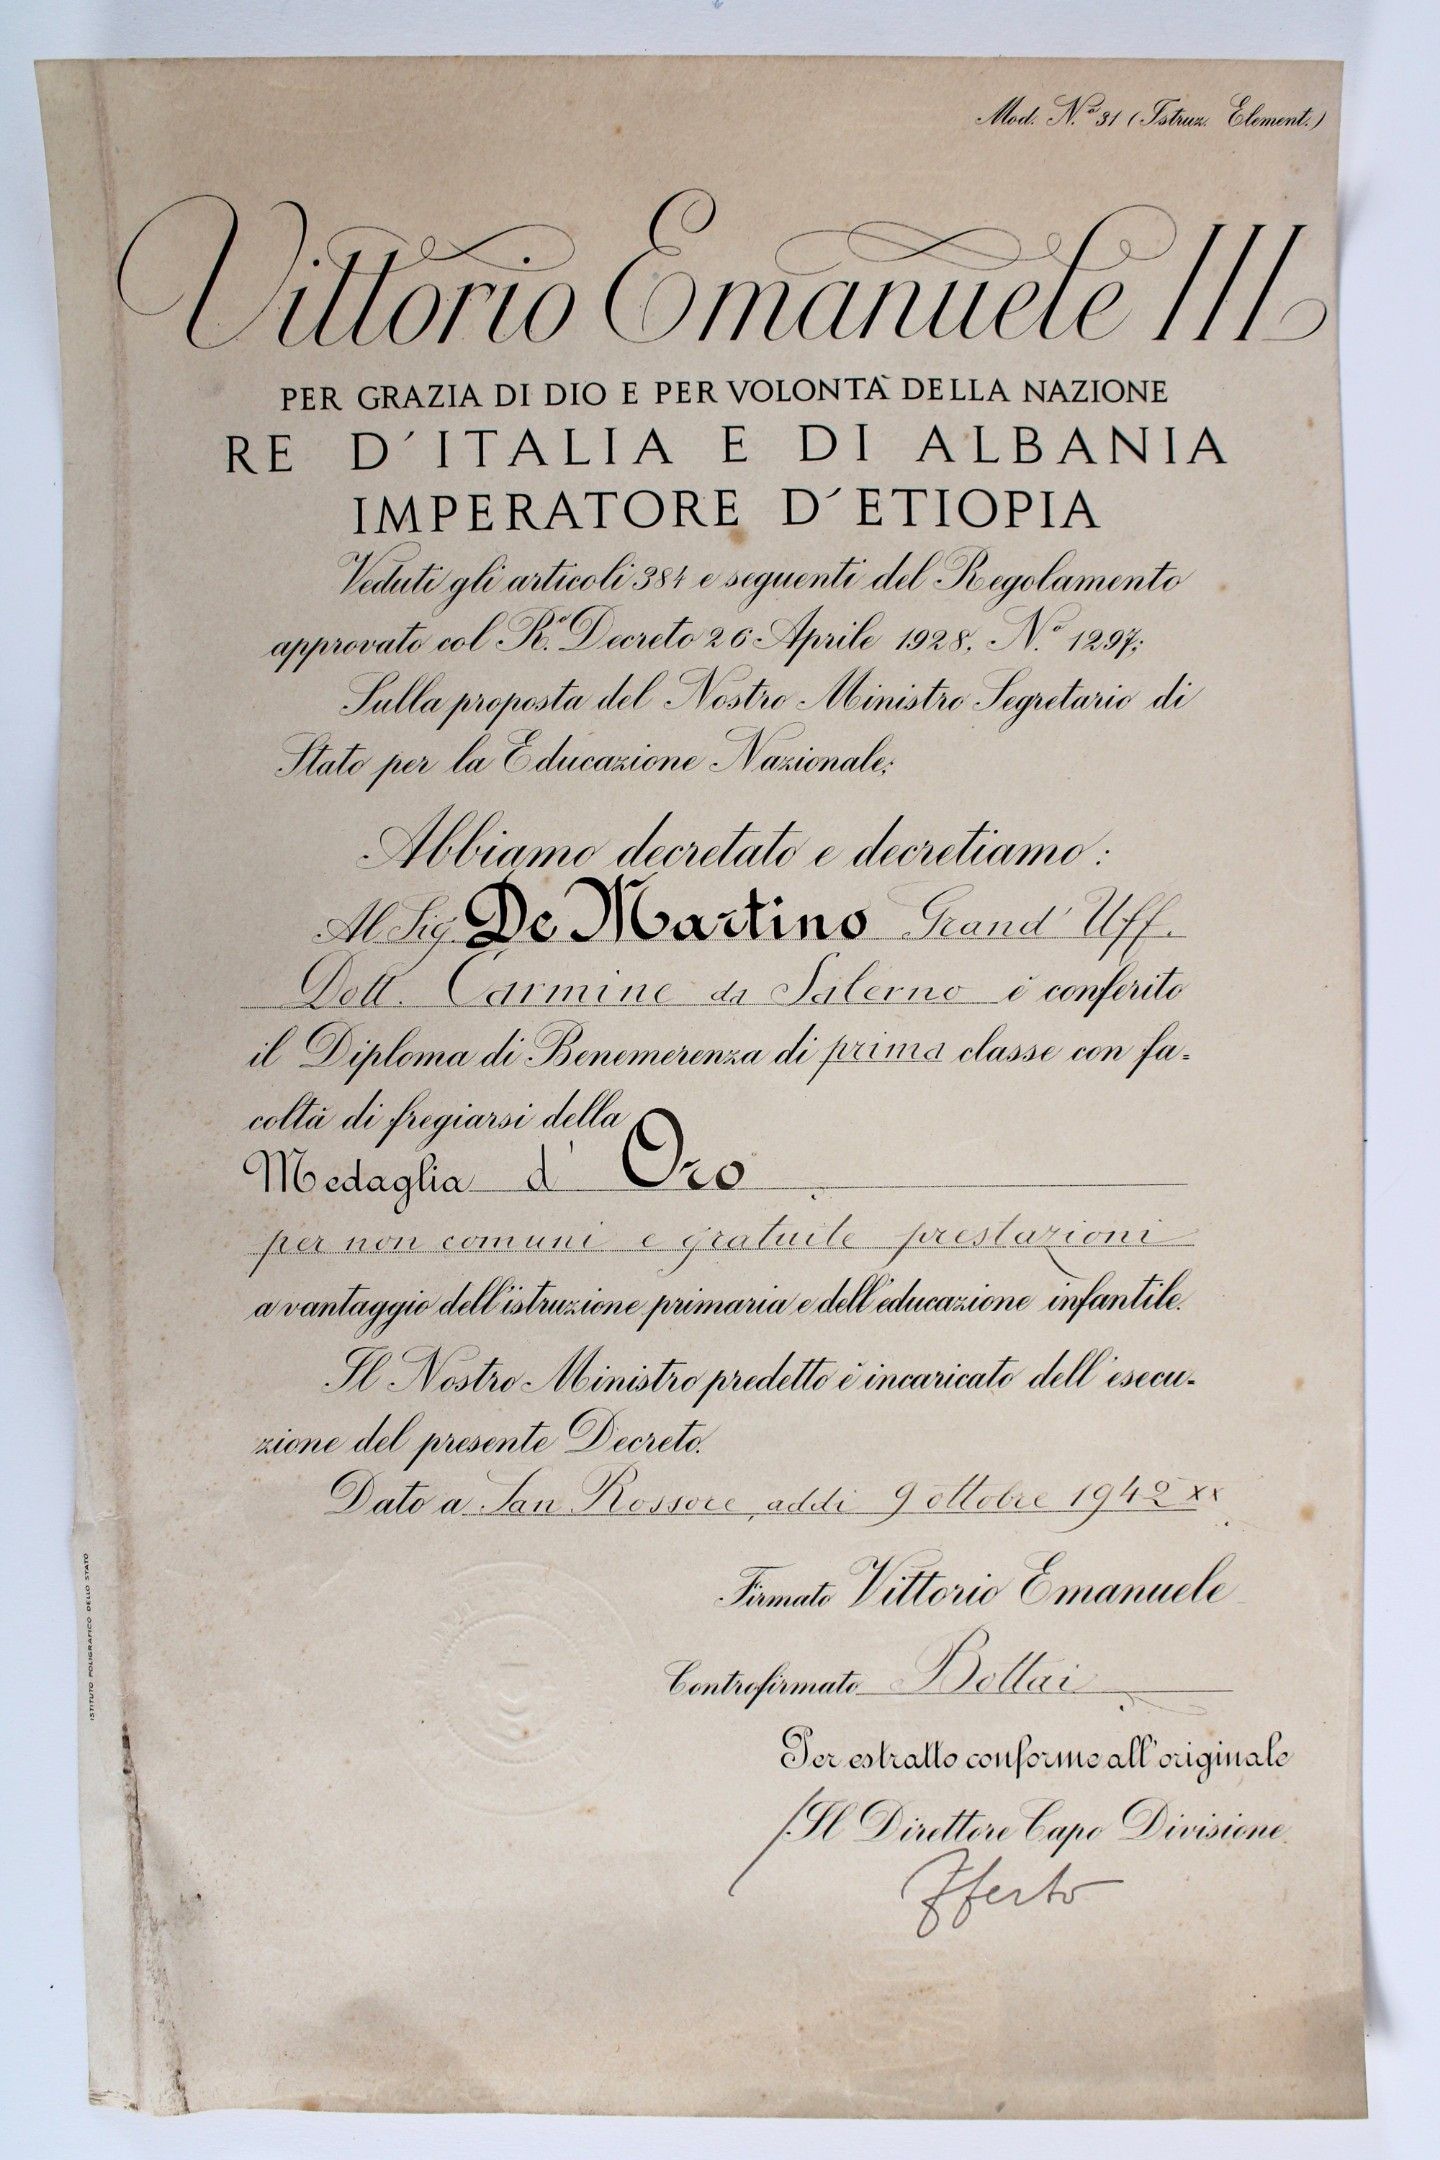 Mod. N.º 31 (Istruz. Element.)
Vittorio Emanuele III
PER GRAZIA DI DIO E PER VOLONTÀ DELLA NAZIONE
RE D'ITALIA E DI ALBANIA
IMPERATORE D'ETIOPIA
Veduti gli articoli 384 e seguenti del Regolamento
approvato col R.º Decreto 26 Aprile 1928, N.º 1297;
Sulla proposta del Nostro Ministro Segretario di
Stato per la Educazione Nazionale;
Abbiamo decretato e decretiamo:
Al Sig. De Martino Grand' Uff.
Dott. Carmine da Salerno è conferito
il Diploma di Benemerenza di prima classe con fa=
coltà di fregiarsi della
Medaglia d'Oro
per non comuni e gratuite prestazioni
a vantaggio dell'istruzione primaria e dell'educazione infantile.
Il Nostro Ministro predetto è incaricato dell'esecu-
zione del presente Decreto.
Dato a San Rossore, addì 9 ottobre 1942 XX
Firmato Vittorio Emanuele
Controfirmato Bottai
Per estratto conforme all'originale
Il Direttore Capo Divisione
ISTITUTO POLIGRAFICO DELLO STATO